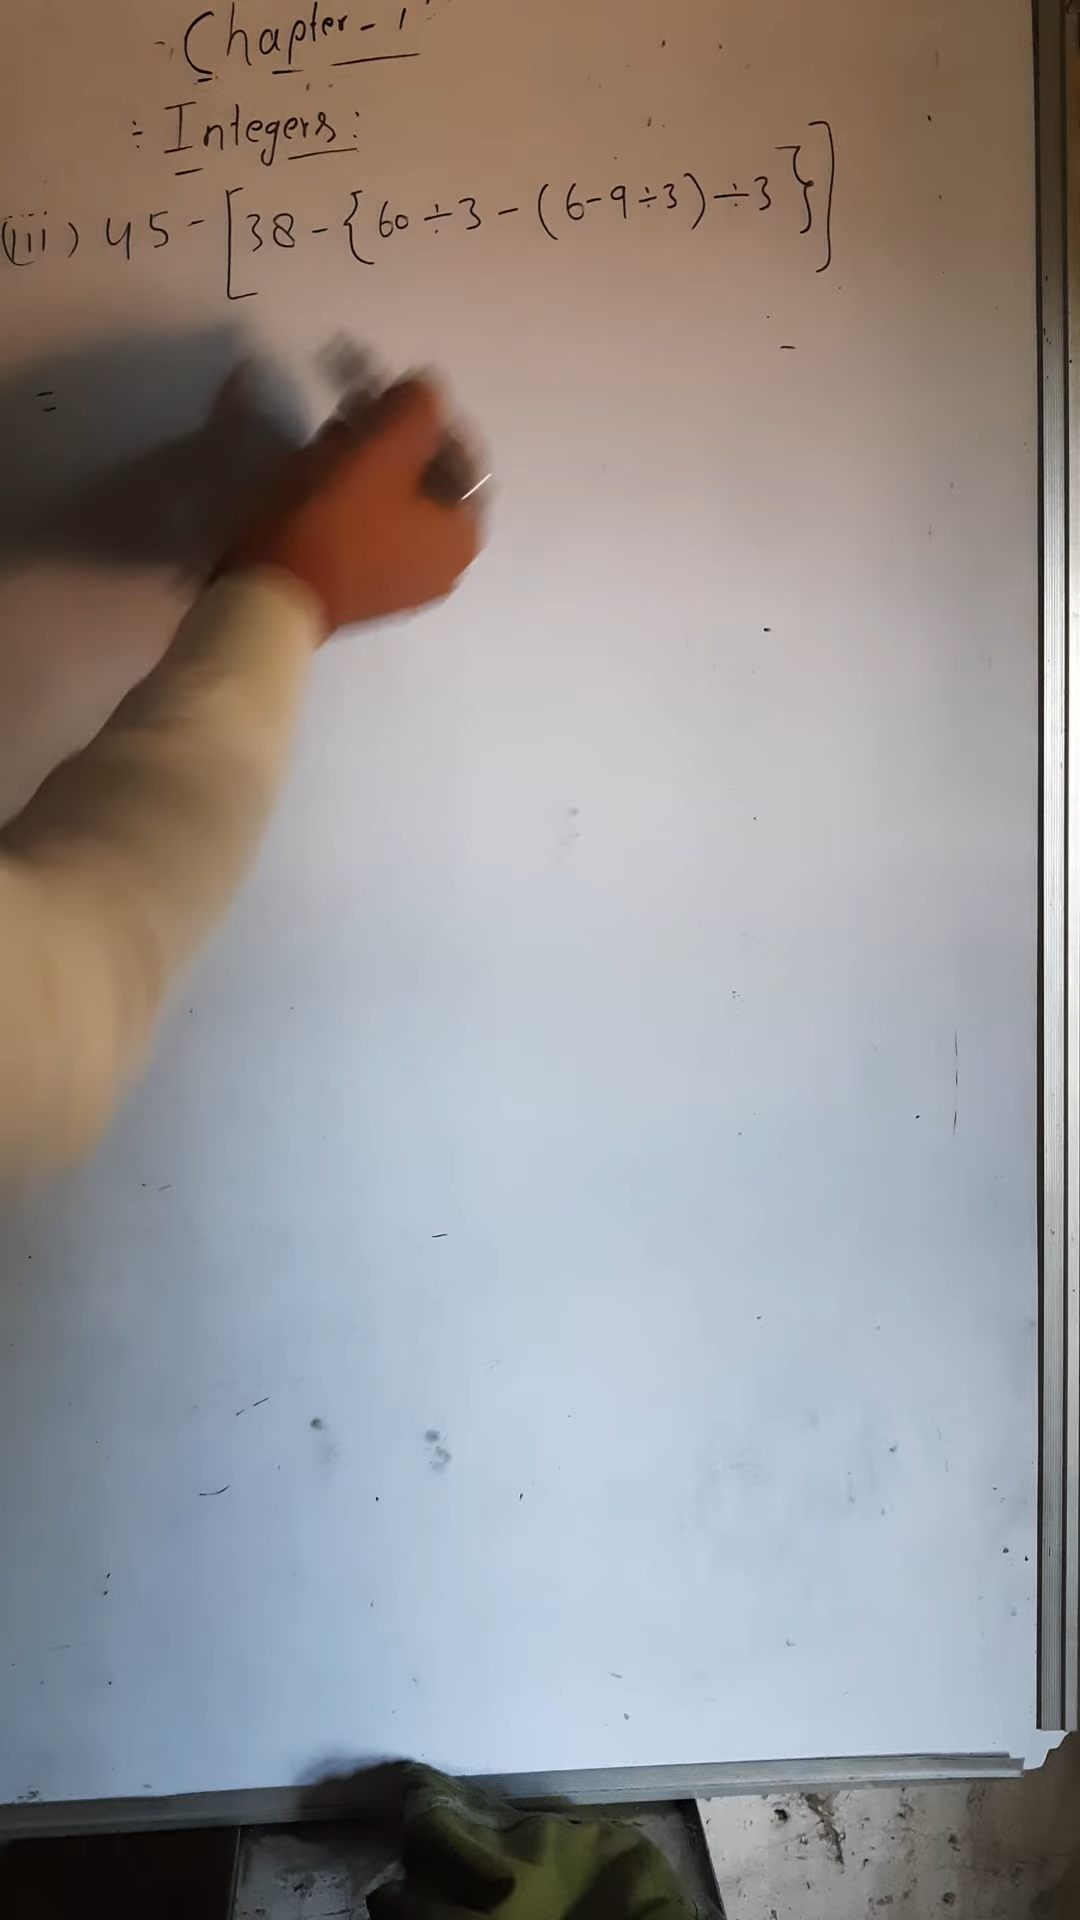 Chapter - 1
: Integers :
(iii) 45 - [38 - {60 ÷ 3 - (6 - 9 ÷ 3) ÷ 3}]
=